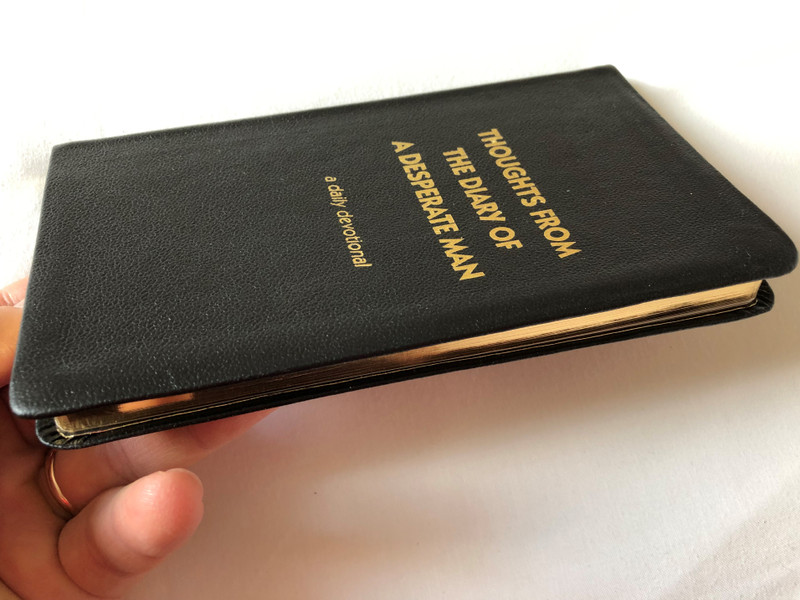 THOUGHTS FROM
THE DIARY OF
A DESPERATE MAN
a daily devotional